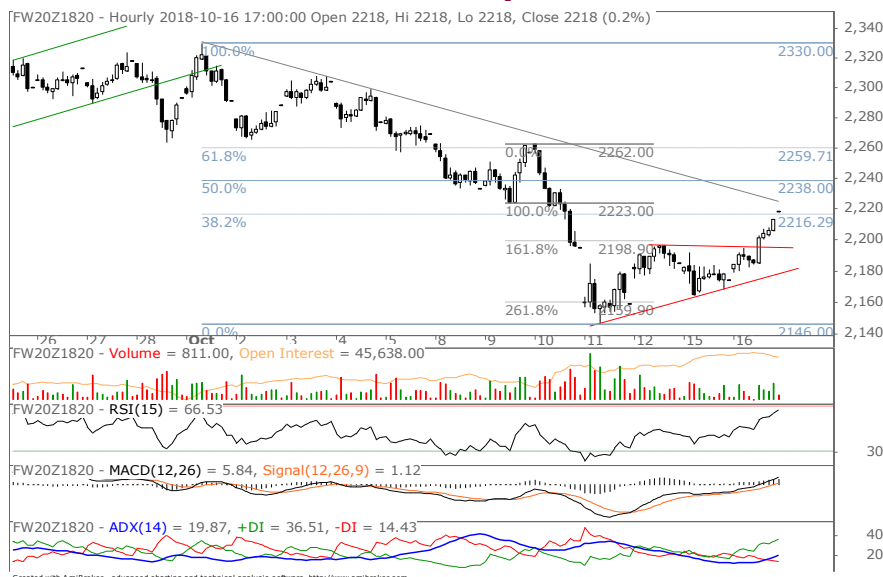 FW20Z1820 - Hourly 2018-10-16 17:00:00 Open 2218, Hi 2218, Lo 2218, Close 2218 (0.2%)
2,340
100.0% 2330.00
2,320
2,300
2,280
2,260
61.8% 0.0% 2262.00 2259.71
2,240
50.0% 2238.00
2,220
38.2% 100.0% 2223.00 2216.29
2,200
161.8% 2198.90
2,180
2,160
261.8% 2159.90
0.0% 2146.00
2,140
26 27 28 Oct 2 3 4 5 8 9 10 11 12 15 16
FW20Z1820 - Volume = 811.00, Open Interest = 45,638.00
FW20Z1820 - RSI(15) = 66.53
30
FW20Z1820 - MACD(12,26) = 5.84, Signal(12,26,9) = 1.12
FW20Z1820 - ADX(14) = 19.87, +DI = 36.51, -DI = 14.43
40
20